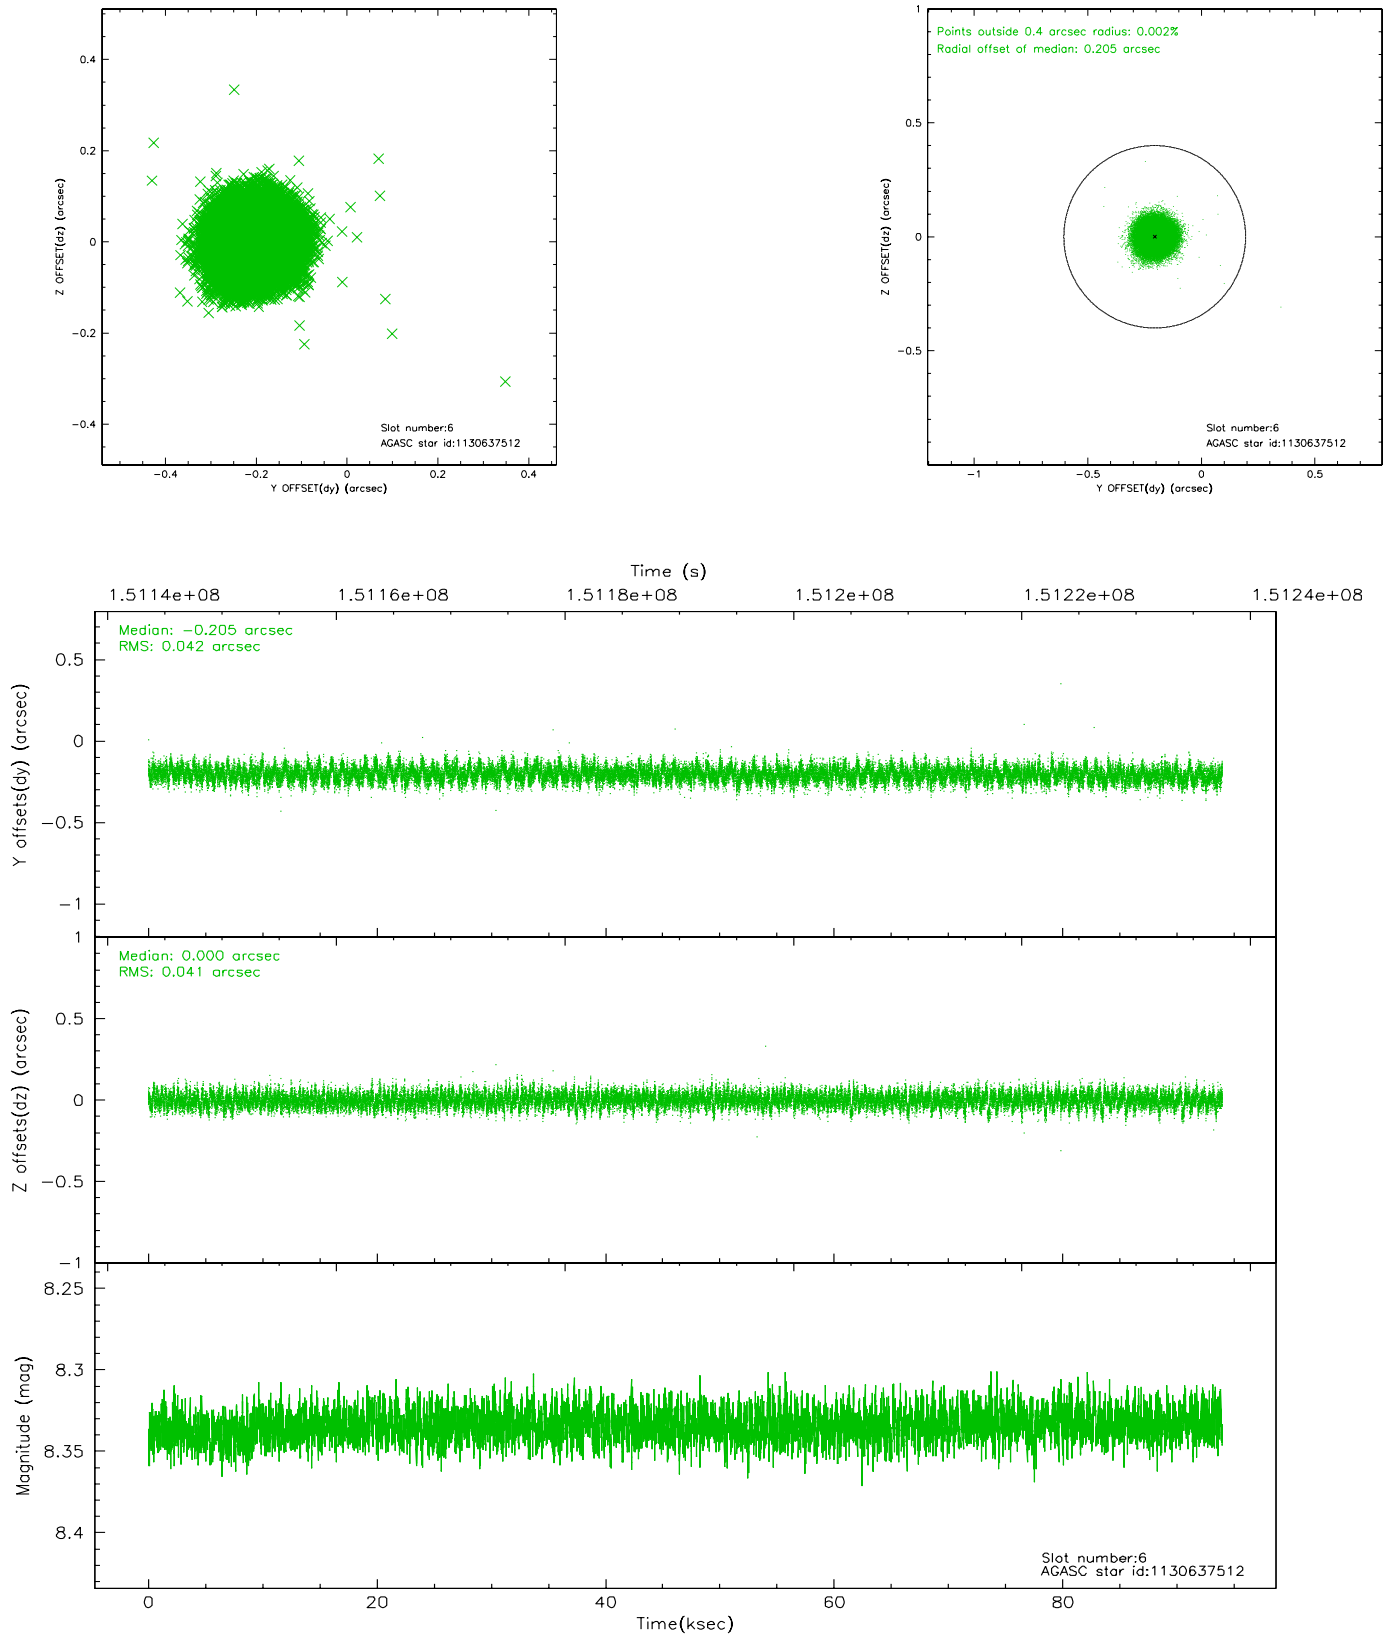 0.4
0.2
0
−0.2
−0.4
Z OFFSET(dz) (arcsec)
Slot number:6
AGASC star id:1130637512
−0.4 −0.2 0 0.2 0.4
Y OFFSET(dy) (arcsec)
1
0.5
0
−0.5
Z OFFSET(dz) (arcsec)
Points outside 0.4 arcsec radius: 0.002%
Radial offset of median: 0.205 arcsec
Slot number:6
AGASC star id:1130637512
−1 −0.5 0 0.5
Y OFFSET(dy) (arcsec)
Time (s)
1.5114e+08 1.5116e+08 1.5118e+08 1.512e+08 1.5122e+08 1.5124e+08
Median: −0.205 arcsec
RMS: 0.042 arcsec
0.5
0
−0.5
−1
Y offsets(dy) (arcsec)
1
Median: 0.000 arcsec
RMS: 0.041 arcsec
0.5
0
−0.5
−1
Z offsets(dz) (arcsec)
8.25
8.3
8.35
8.4
Magnitude (mag)
Slot number:6
AGASC star id:1130637512
0 20 40 60 80
Time(ksec)